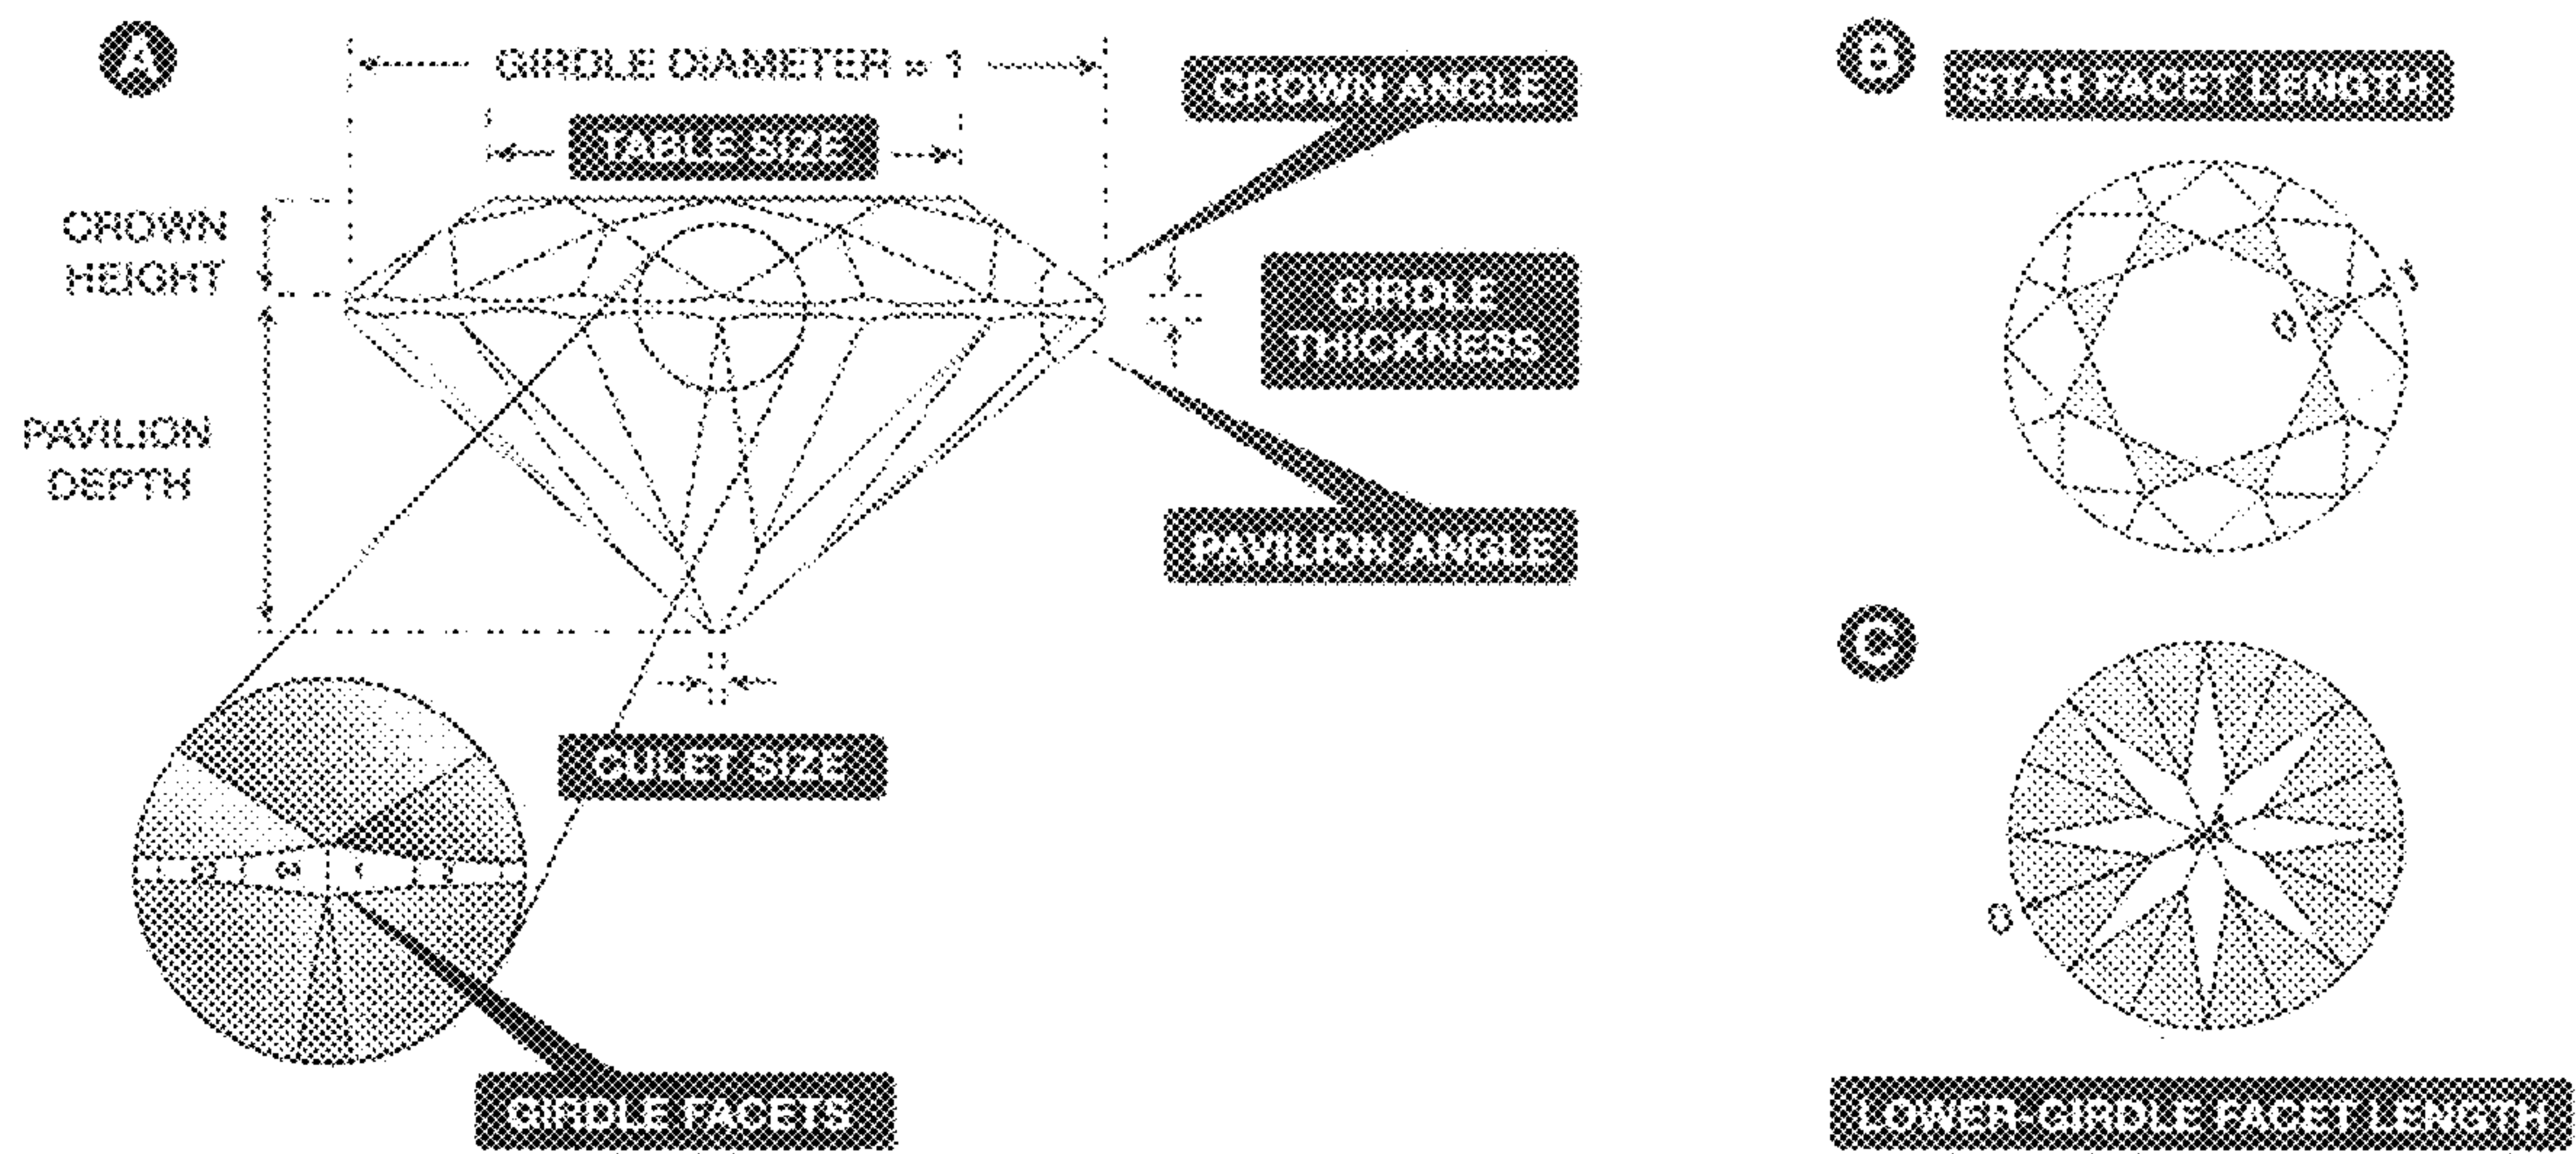 A
GIRDLE DIAMETER = 1
CROWN ANGLE
TABLE SIZE
CROWN
HEIGHT
GIRDLE
THICKNESS
PAVILION
DEPTH
PAVILION ANGLE
CULET SIZE
GIRDLE FACETS
B
STAR FACET LENGTH
1
0
C
0
LOWER-GIRDLE FACET LENGTH